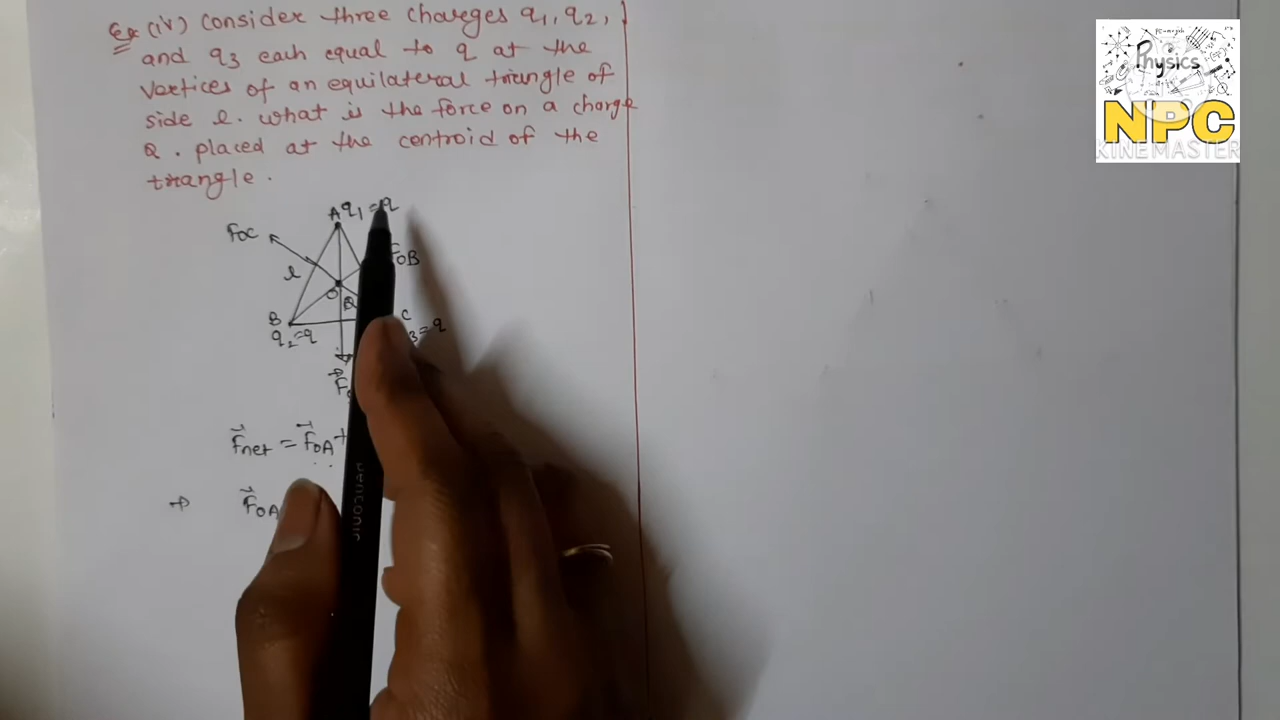 Ex (iv) consider three charges q1, q2,
and q3 each equal to q at the
vertices of an equilateral triangle of
side l. what is the force on a charge
Q. placed at the centroid of the
triangle.
A q1 = q
FOC
FOB
l
O
Q
B
C
q2 = q
3 = q
F
Fnet = FOA +
→ FOA
Physics
NPC
KINEMASTER